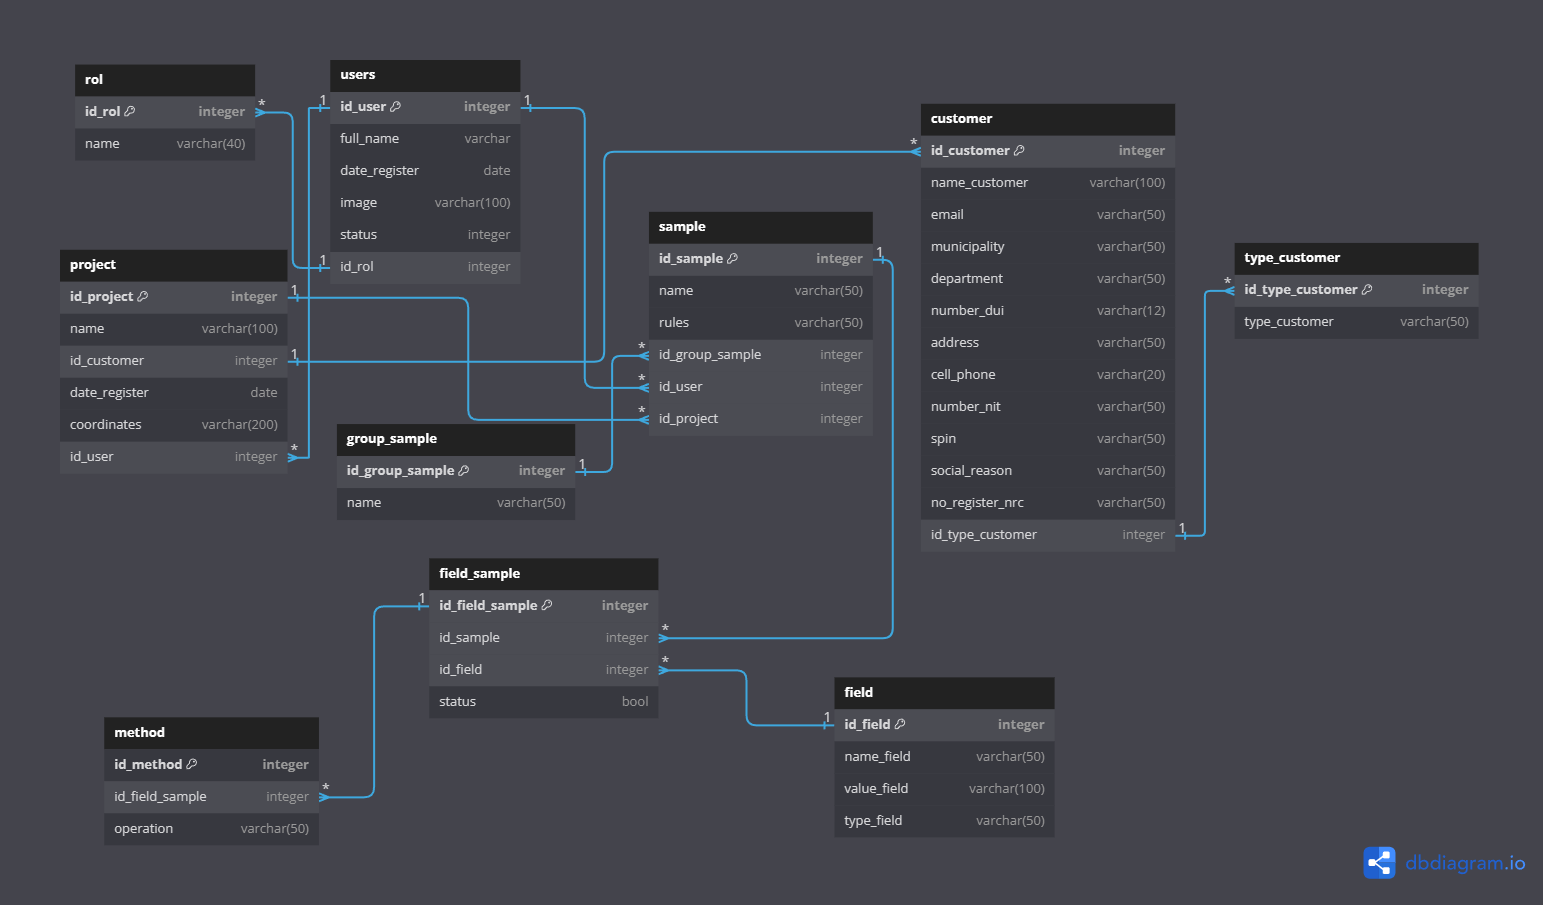 rol
id_rol integer
name varchar(40)
users
id_user integer
full_name varchar
date_register date
image varchar(100)
status integer
id_rol integer
project
id_project integer
name varchar(100)
id_customer integer
date_register date
coordinates varchar(200)
id_user integer
sample
id_sample integer
name varchar(50)
rules varchar(50)
id_group_sample integer
id_user integer
id_project integer
group_sample
id_group_sample integer
name varchar(50)
customer
id_customer integer
name_customer varchar(100)
email varchar(50)
municipality varchar(50)
department varchar(50)
number_dui varchar(12)
address varchar(50)
cell_phone varchar(20)
number_nit varchar(50)
spin varchar(50)
social_reason varchar(50)
no_register_nrc varchar(50)
id_type_customer integer
type_customer
id_type_customer integer
type_customer varchar(50)
field_sample
id_field_sample integer
id_sample integer
id_field integer
status bool
method
id_method integer
id_field_sample integer
operation varchar(50)
field
id_field integer
name_field varchar(50)
value_field varchar(100)
type_field varchar(50)
*
1
1
1
1
1
*
*
1
*
*
*
1
*
1
1
*
*
*
1
1
*
dbdiagram.io